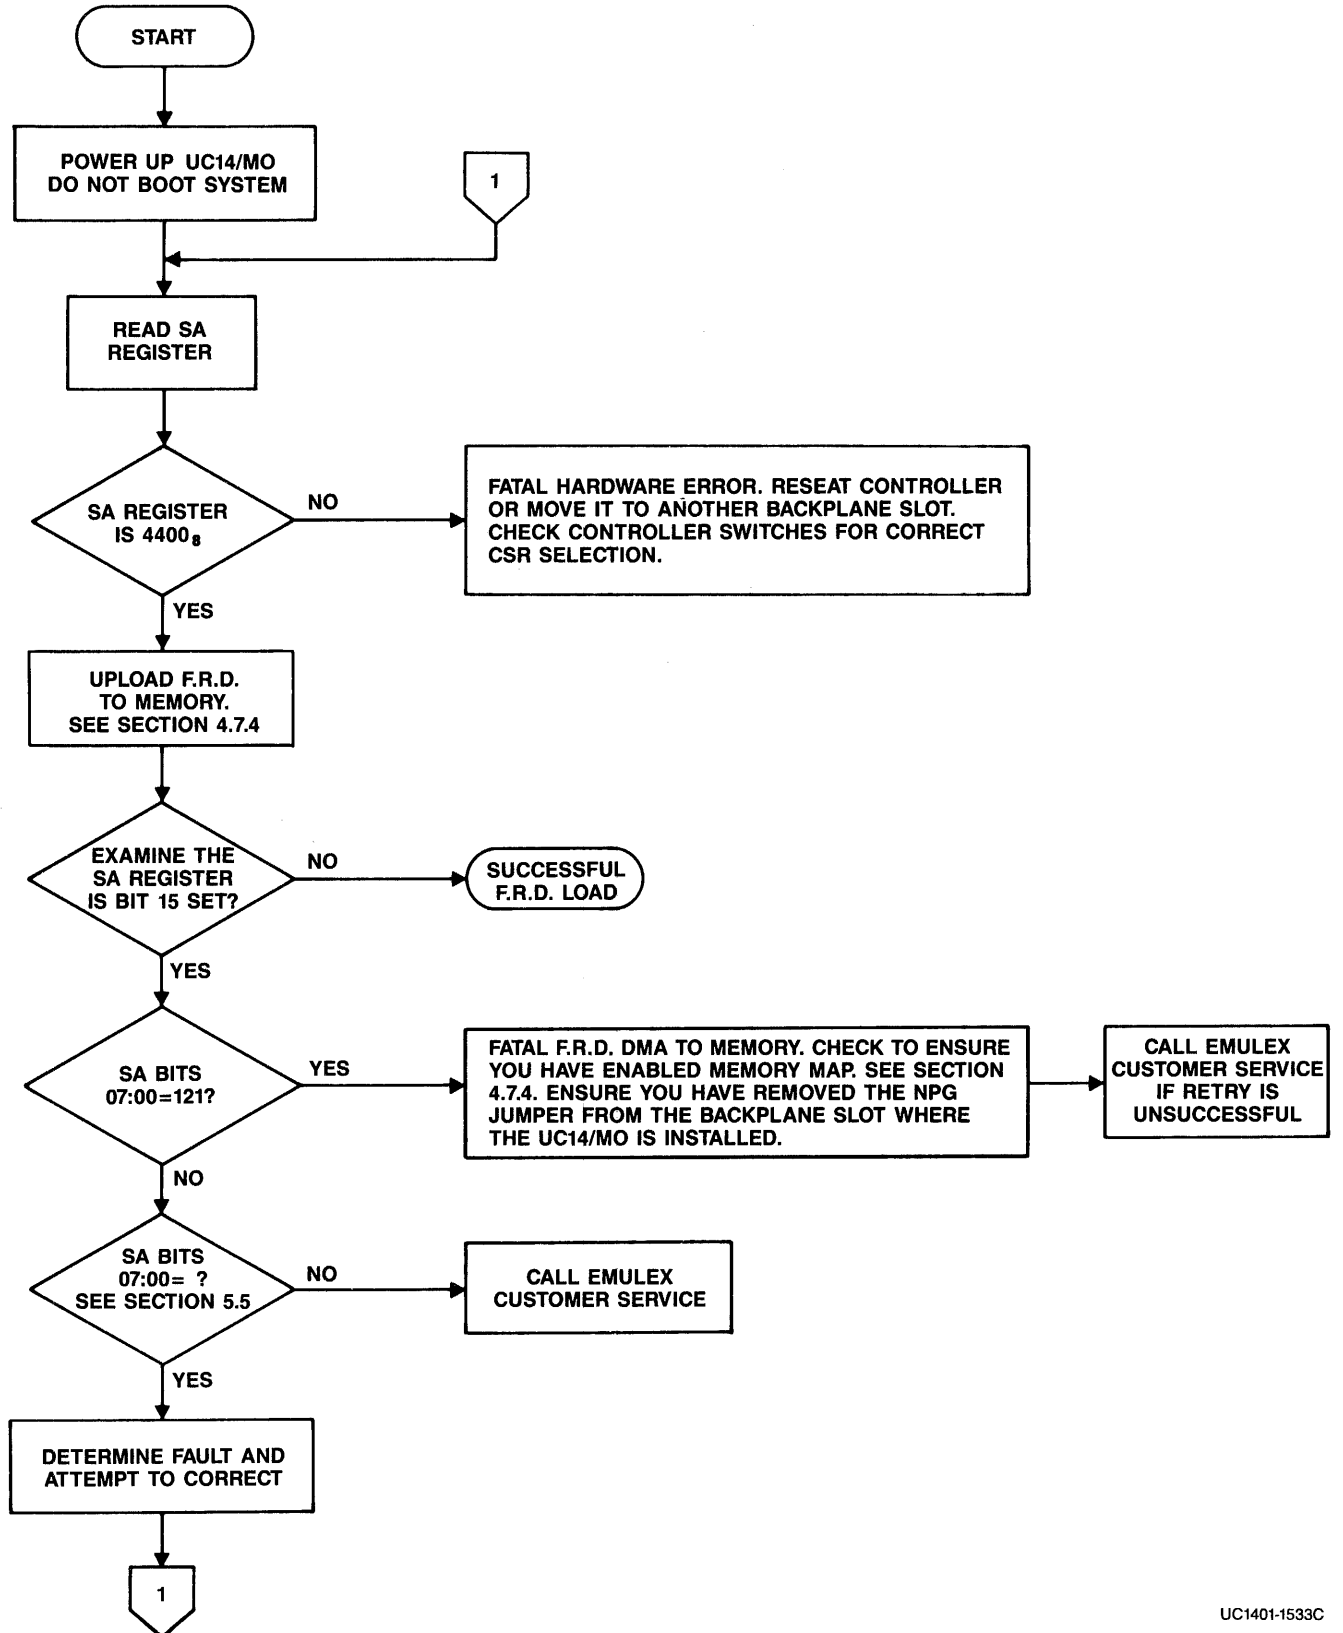 START
POWER UP UC14/MO
DO NOT BOOT SYSTEM
1
READ SA
REGISTER
SA REGISTER
IS 4400₈
NO
FATAL HARDWARE ERROR. RESEAT CONTROLLER
OR MOVE IT TO ANOTHER BACKPLANE SLOT.
CHECK CONTROLLER SWITCHES FOR CORRECT
CSR SELECTION.
YES
UPLOAD F.R.D.
TO MEMORY.
SEE SECTION 4.7.4
EXAMINE THE
SA REGISTER
IS BIT 15 SET?
NO
SUCCESSFUL
F.R.D. LOAD
YES
SA BITS
07:00=121?
YES
FATAL F.R.D. DMA TO MEMORY. CHECK TO ENSURE
YOU HAVE ENABLED MEMORY MAP. SEE SECTION
4.7.4. ENSURE YOU HAVE REMOVED THE NPG
JUMPER FROM THE BACKPLANE SLOT WHERE
THE UC14/MO IS INSTALLED.
CALL EMULEX
CUSTOMER SERVICE
IF RETRY IS
UNSUCCESSFUL
NO
SA BITS
07:00= ?
SEE SECTION 5.5
NO
CALL EMULEX
CUSTOMER SERVICE
YES
DETERMINE FAULT AND
ATTEMPT TO CORRECT
1
UC1401-1533C